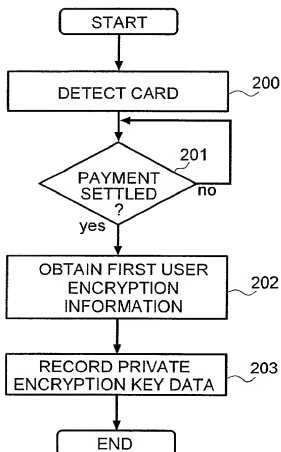 START
DETECT CARD
200
201
PAYMENT
SETTLED
?
no
yes
OBTAIN FIRST USER
ENCRYPTION
INFORMATION
202
RECORD PRIVATE
ENCRYPTION KEY DATA
203
END